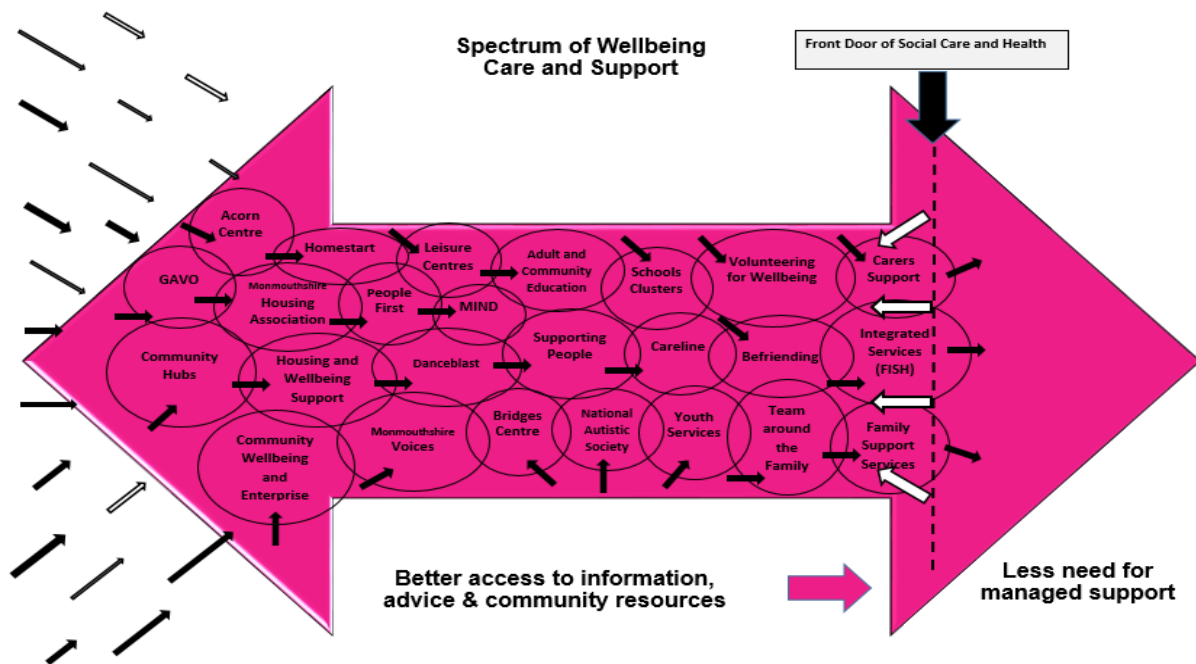 Spectrum of Wellbeing
Care and Support
Front Door of Social Care and Health
Acorn
Centre
Homestart
Leisure
Centres
Adult and
Community
Education
Schools
Clusters
Volunteering
for Wellbeing
Carers
Support
GAVO
Monmouthshire
Housing
Association
People
First
MIND
Community
Hubs
Housing and
Wellbeing
Support
Danceblast
Supporting
People
Careline
Befriending
Integrated
Services
(FISH)
Community
Wellbeing
and
Enterprise
Monmouthshire
Voices
Bridges
Centre
National
Autistic
Society
Youth
Services
Team
around
the
Family
Family
Support
Services
Better access to information,
advice & community resources
Less need for
managed support